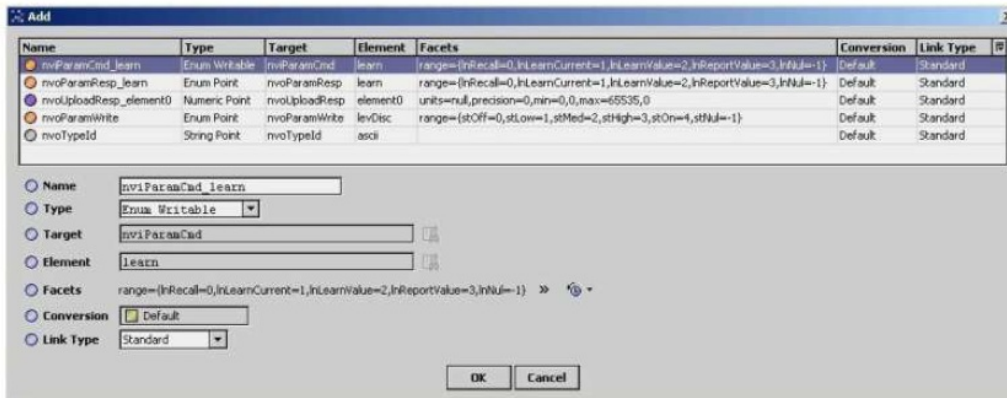 Add
Name Type Target Element Facets Conversion Link Type
nviParamCmd_learn Enum Writable nviParamCmd learn range={lnRecall=0,lnLearnCurrent=1,lnLearnValue=2,lnReportValue=3,lnNul=-1} Default Standard
nvoParamResp_learn Enum Point nvoParamResp learn range={lnRecall=0,lnLearnCurrent=1,lnLearnValue=2,lnReportValue=3,lnNul=-1} Default Standard
nvoUploadResp_element0 Numeric Point nvoUploadResp element0 units=null,precision=0,min=0,0,max=65535,0 Default Standard
nvoParamWrite Enum Point nvoParamWrite levDisc range={stOff=0,stLow=1,stMed=2,stHigh=3,stOn=4,stNul=-1} Default Standard
nvoTypeId String Point nvoTypeId ascii Default Standard
Name nviParamCmd_learn
Type Enum Writable
Target nviParamCmd
Element learn
Facets range={lnRecall=0,lnLearnCurrent=1,lnLearnValue=2,lnReportValue=3,lnNul=-1} »
Conversion Default
Link Type Standard
OK Cancel